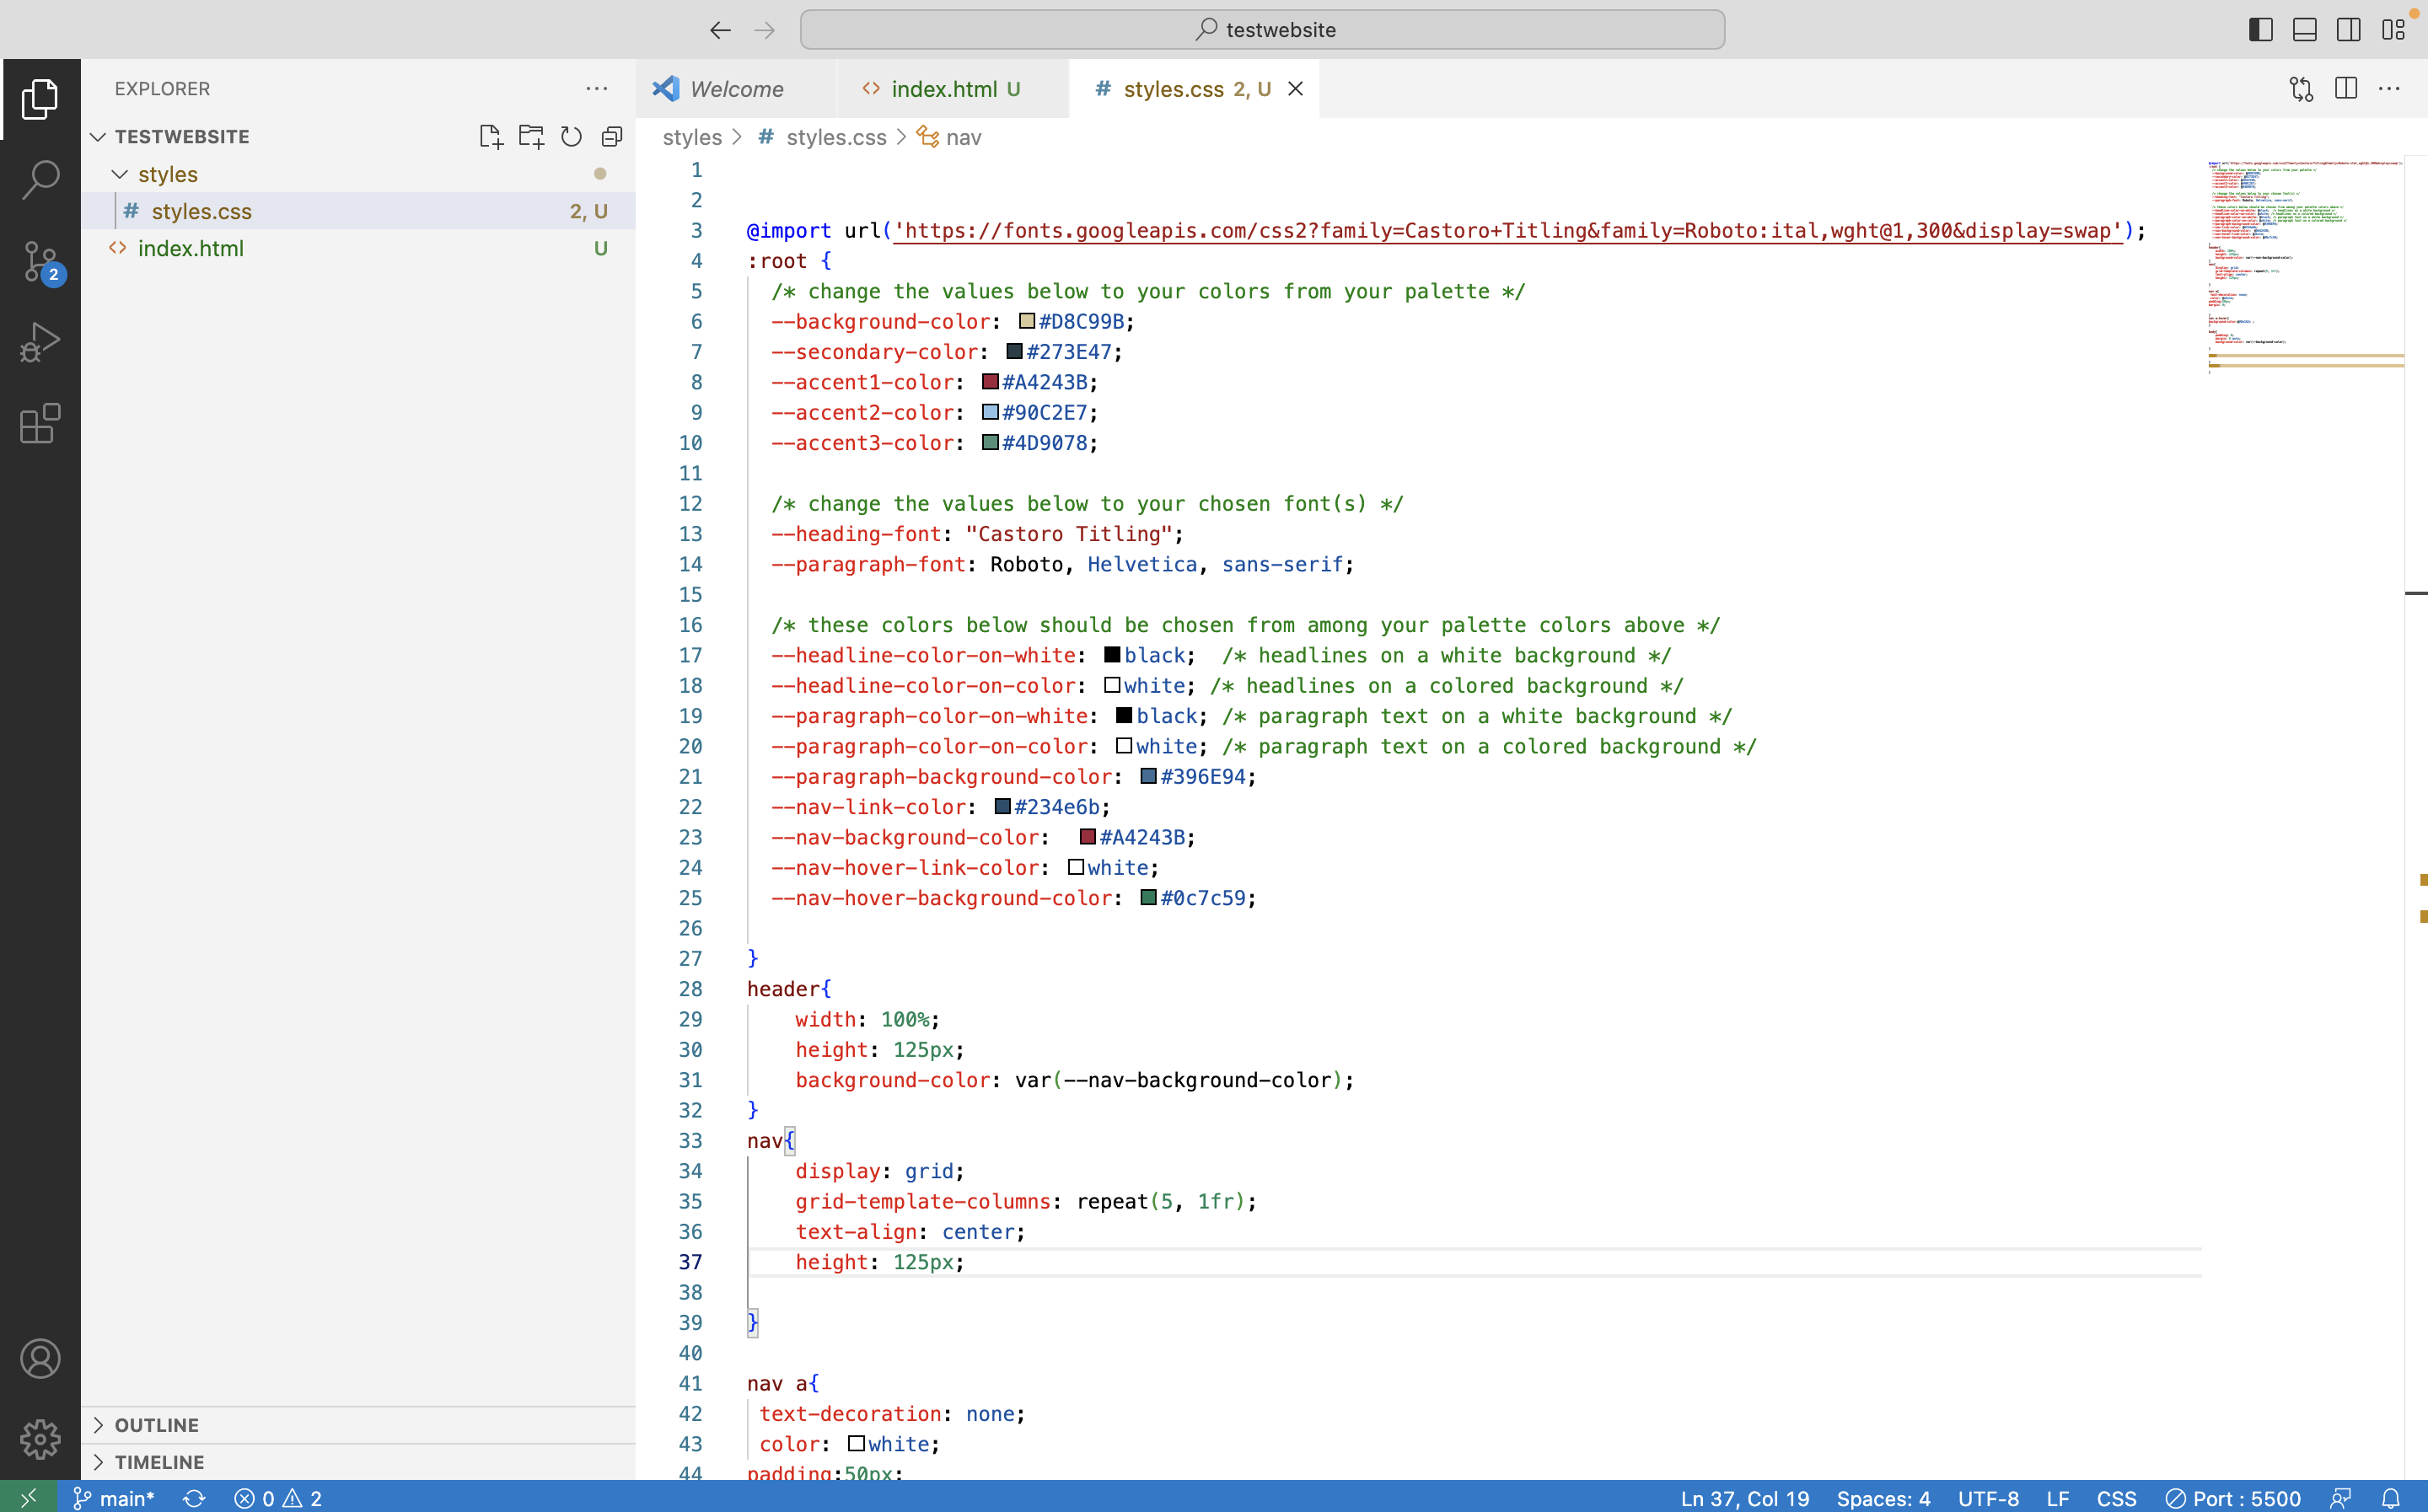 testwebsite
EXPLORER
TESTWEBSITE
styles
# styles.css 2, U
<> index.html U
OUTLINE
TIMELINE
Welcome
<> index.html U
# styles.css 2, U
styles > # styles.css > nav
1
2
3 @import url('https://fonts.googleapis.com/css2?family=Castoro+Titling&family=Roboto:ital,wght@1,300&display=swap');
4 :root {
5 /* change the values below to your colors from your palette */
6 --background-color: #D8C99B;
7 --secondary-color: #273E47;
8 --accent1-color: #A4243B;
9 --accent2-color: #90C2E7;
10 --accent3-color: #4D9078;
11
12 /* change the values below to your chosen font(s) */
13 --heading-font: "Castoro Titling";
14 --paragraph-font: Roboto, Helvetica, sans-serif;
15
16 /* these colors below should be chosen from among your palette colors above */
17 --headline-color-on-white: black;  /* headlines on a white background */
18 --headline-color-on-color: white; /* headlines on a colored background */
19 --paragraph-color-on-white: black; /* paragraph text on a white background */
20 --paragraph-color-on-color: white; /* paragraph text on a colored background */
21 --paragraph-background-color: #396E94;
22 --nav-link-color: #234e6b;
23 --nav-background-color:  #A4243B;
24 --nav-hover-link-color: white;
25 --nav-hover-background-color: #0c7c59;
26
27 }
28 header{
29 width: 100%;
30 height: 125px;
31 background-color: var(--nav-background-color);
32 }
33 nav{
34 display: grid;
35 grid-template-columns: repeat(5, 1fr);
36 text-align: center;
37 height: 125px;
38
39 }
40
41 nav a{
42 text-decoration: none;
43 color: white;
44 padding:50px;
2
main* 0 2
Ln 37, Col 19 Spaces: 4 UTF-8 LF CSS Port : 5500